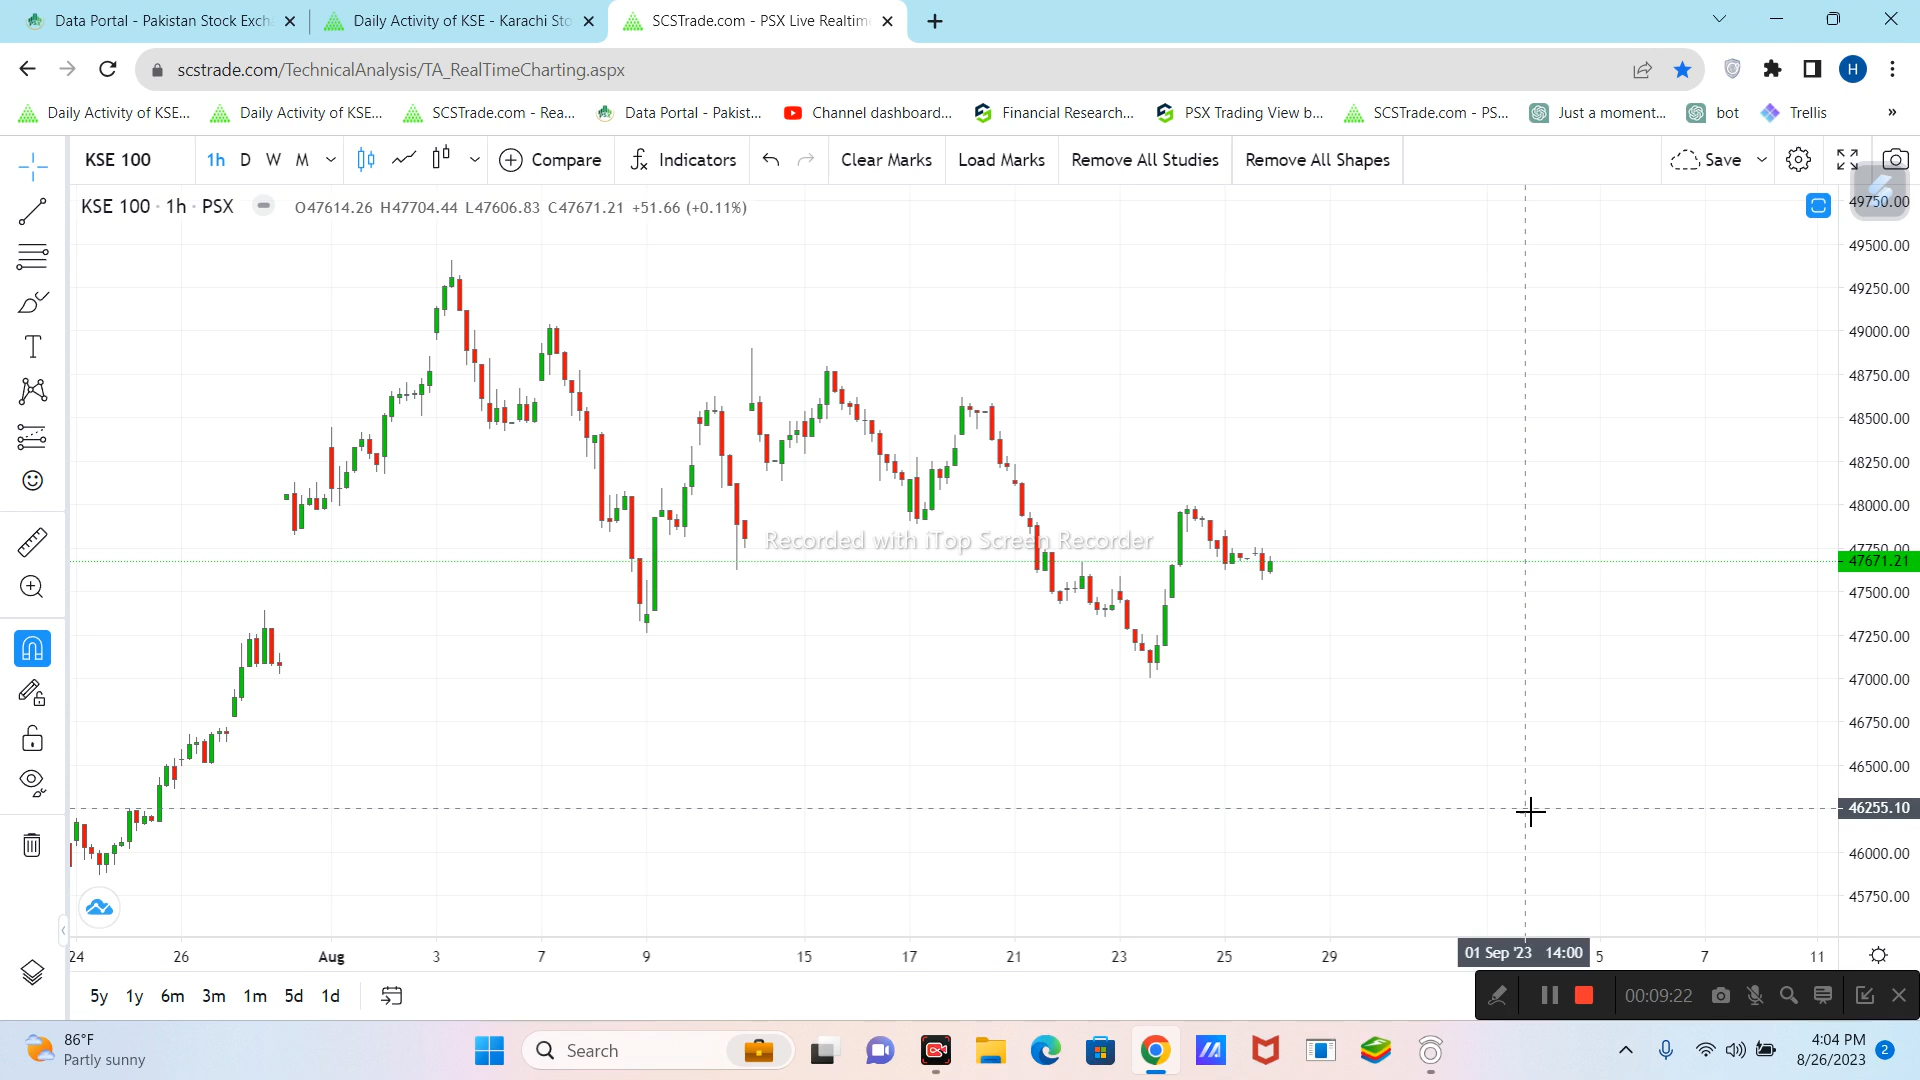 Data Portal - Pakistan Stock Exch
Daily Activity of KSE - Karachi Sto
SCSTrade.com - PSX Live Realtim
scstrade.com/TechnicalAnalysis/TA_RealTimeCharting.aspx
H
Daily Activity of KSE...
Daily Activity of KSE...
SCSTrade.com - Rea...
Data Portal - Pakist...
Channel dashboard...
Financial Research...
PSX Trading View b...
SCSTrade.com - PS...
Just a moment...
bot
Trellis
»
KSE 100
1h D W M
Compare
Indicators
Clear Marks
Load Marks
Remove All Studies
Remove All Shapes
Save
KSE 100 · 1h · PSX
O47614.26 H47704.44 L47606.83 C47671.21 +51.66 (+0.11%)
49750.00
49500.00
49250.00
49000.00
48750.00
48500.00
48250.00
48000.00
47750.00
47671.21
47500.00
47250.00
47000.00
46750.00
46500.00
46255.10
46000.00
45750.00
Recorded with iTop Screen Recorder
24 26 Aug 3 7 9 15 17 21 23 25 29 01 Sep '23 14:00 5 7 11
5y 1y 6m 3m 1m 5d 1d
00:09:22
86°F
Partly sunny
Search
4:04 PM
8/26/2023
2